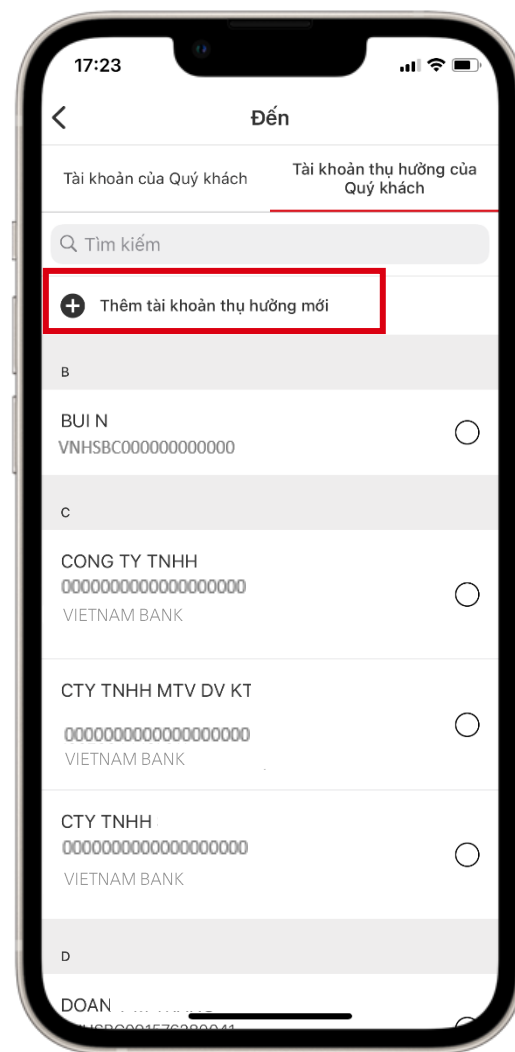 17:23
Đến
Tài khoản của Quý khách
Tài khoản thụ hưởng của
Quý khách
Tìm kiếm
Thêm tài khoản thụ hưởng mới
B
BUI N
VNHSBC000000000000
C
CONG TY TNHH
0000000000000000000
VIETNAM BANK
CTY TNHH MTV DV KT
0000000000000000000
VIETNAM BANK
CTY TNHH
0000000000000000000
VIETNAM BANK
D
DOAN